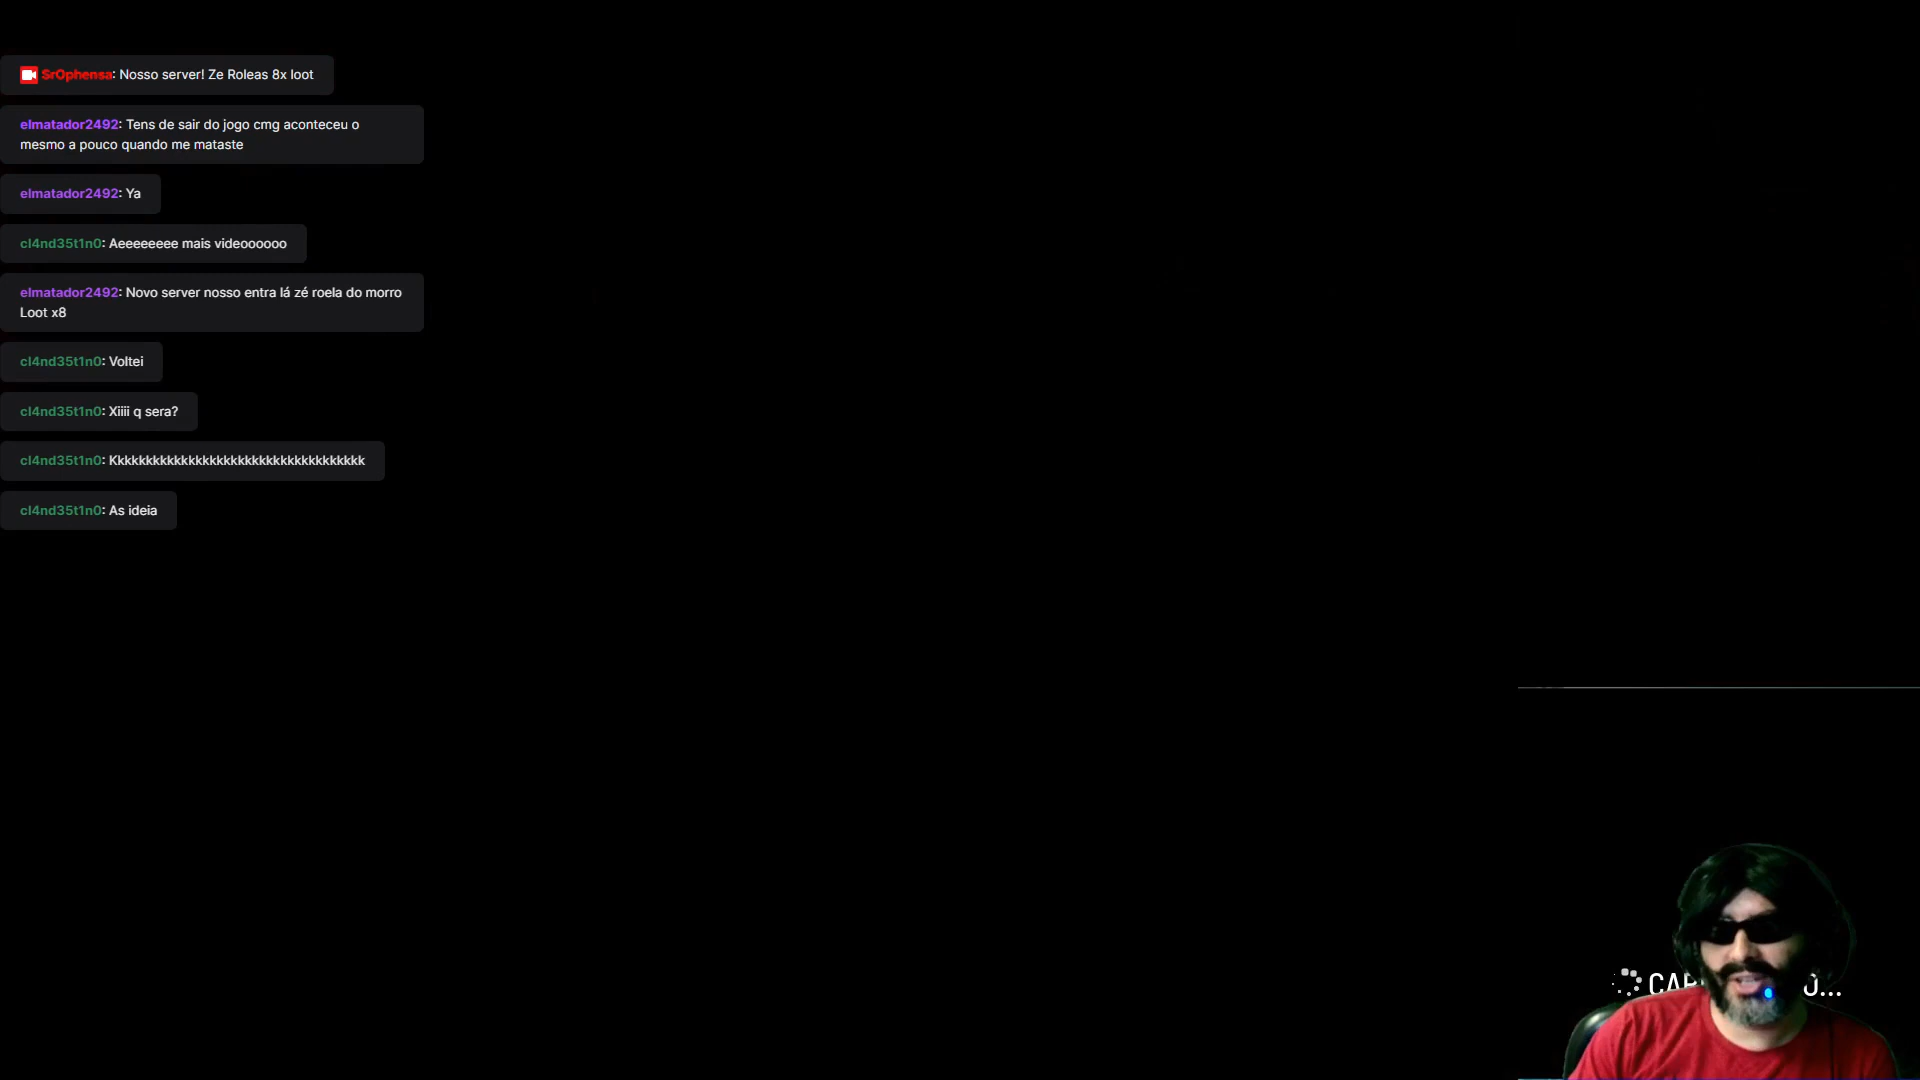 SrOphensa: Nosso server! Ze Roleas 8x loot
elmatador2492: Tens de sair do jogo cmg aconteceu o
mesmo a pouco quando me mataste
elmatador2492: Ya
cl4nd35t1n0: Aeeeeeeee mais videoooooo
elmatador2492: Novo server nosso entra lá zé roela do morro
Loot x8
cl4nd35t1n0: Voltei
cl4nd35t1n0: Xiiii q sera?
cl4nd35t1n0: Kkkkkkkkkkkkkkkkkkkkkkkkkkkkkkkkkkkk
cl4nd35t1n0: As ideia